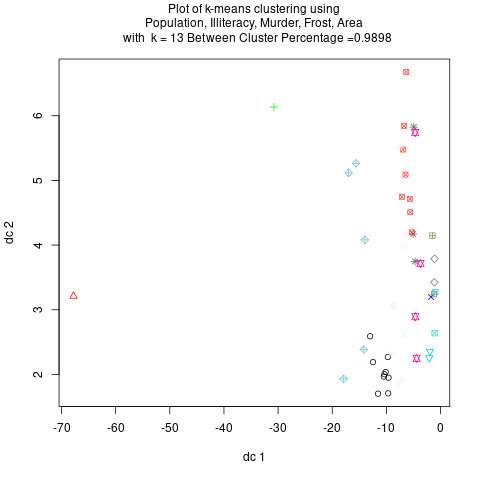 Plot of k-means clustering using
Population, Illiteracy, Murder, Frost, Area
with k = 13 Between Cluster Percentage =0.9898
dc 2
6
5
4
3
2
-70 -60 -50 -40 -30 -20 -10 0
dc 1